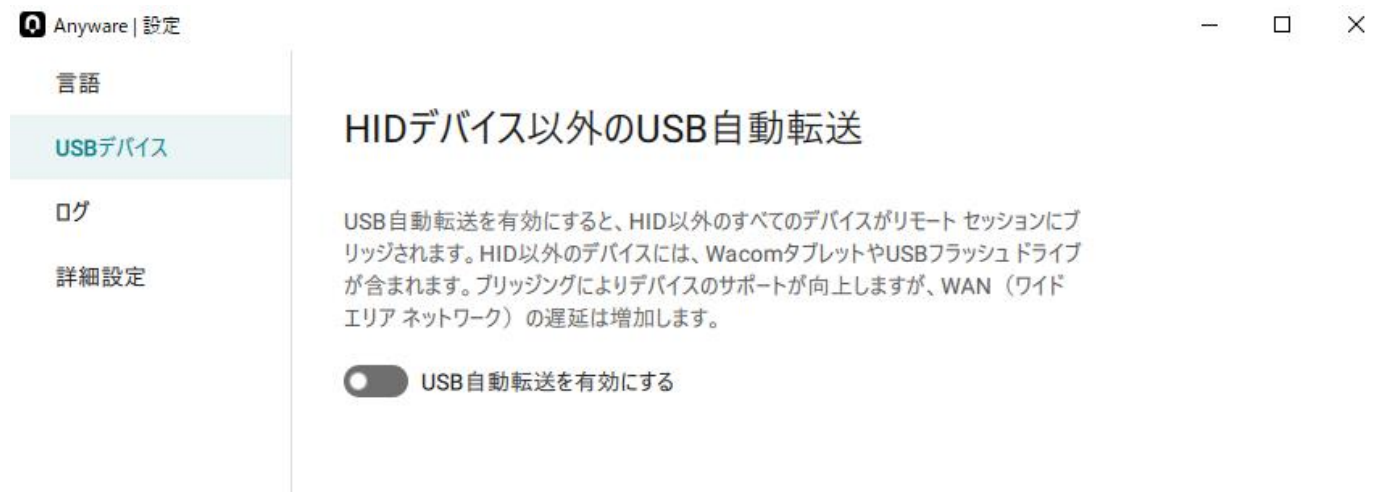 Anyware | 設定
言語
USBデバイス
ログ
詳細設定
HIDデバイス以外のUSB自動転送
USB自動転送を有効にすると、HID以外のすべてのデバイスがリモート セッションにブ
リッジされます。HID以外のデバイスには、WacomタブレットやUSBフラッシュ ドライブ
が含まれます。ブリッジングによりデバイスのサポートが向上しますが、WAN（ワイド
エリア ネットワーク）の遅延は増加します。
USB自動転送を有効にする